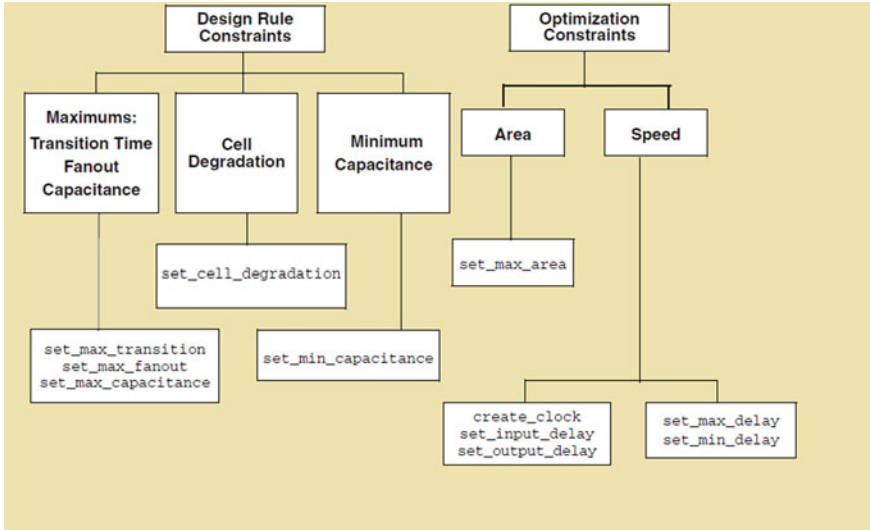 Design Rule
Constraints
Optimization
Constraints
Maximums:
Transition Time
Fanout
Capacitance
Cell
Degradation
Minimum
Capacitance
Area
Speed
set_cell_degradation
set_max_area
set_max_transition
set_max_fanout
set_max_capacitance
set_min_capacitance
create_clock
set_input_delay
set_output_delay
set_max_delay
set_min_delay